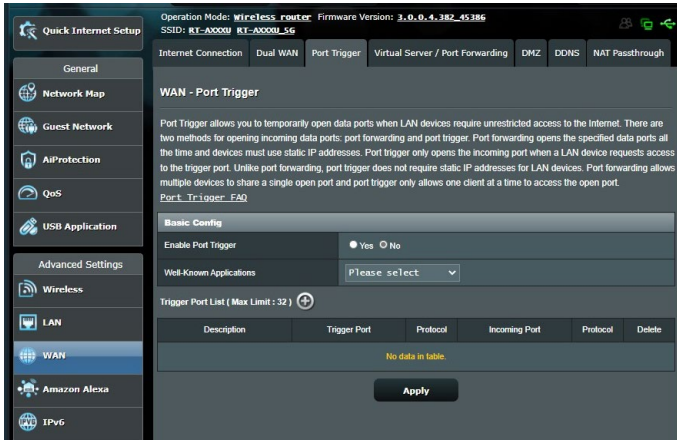 Quick Internet Setup
General
Network Map
Guest Network
AiProtection
QoS
USB Application
Advanced Settings
Wireless
LAN
WAN
Amazon Alexa
IPv6
Operation Mode: Wireless router Firmware Version: 3.0.0.4.382_45386
SSID: RT-AXXXU RT-AXXXU_5G
Internet Connection Dual WAN Port Trigger Virtual Server / Port Forwarding DMZ DDNS NAT Passthrough
WAN - Port Trigger
Port Trigger allows you to temporarily open data ports when LAN devices require unrestricted access to the Internet. There are
two methods for opening incoming data ports: port forwarding and port trigger. Port forwarding opens the specified data ports all
the time and devices must use static IP addresses. Port trigger only opens the incoming port when a LAN device requests access
to the trigger port. Unlike port forwarding, port trigger does not require static IP addresses for LAN devices. Port forwarding allows
multiple devices to share a single open port and port trigger only allows one client at a time to access the open port.
Port Trigger FAQ
Basic Config
Enable Port Trigger Yes No
Well-Known Applications Please select
Trigger Port List ( Max Limit : 32 )
Description Trigger Port Protocol Incoming Port Protocol Delete
No data in table.
Apply